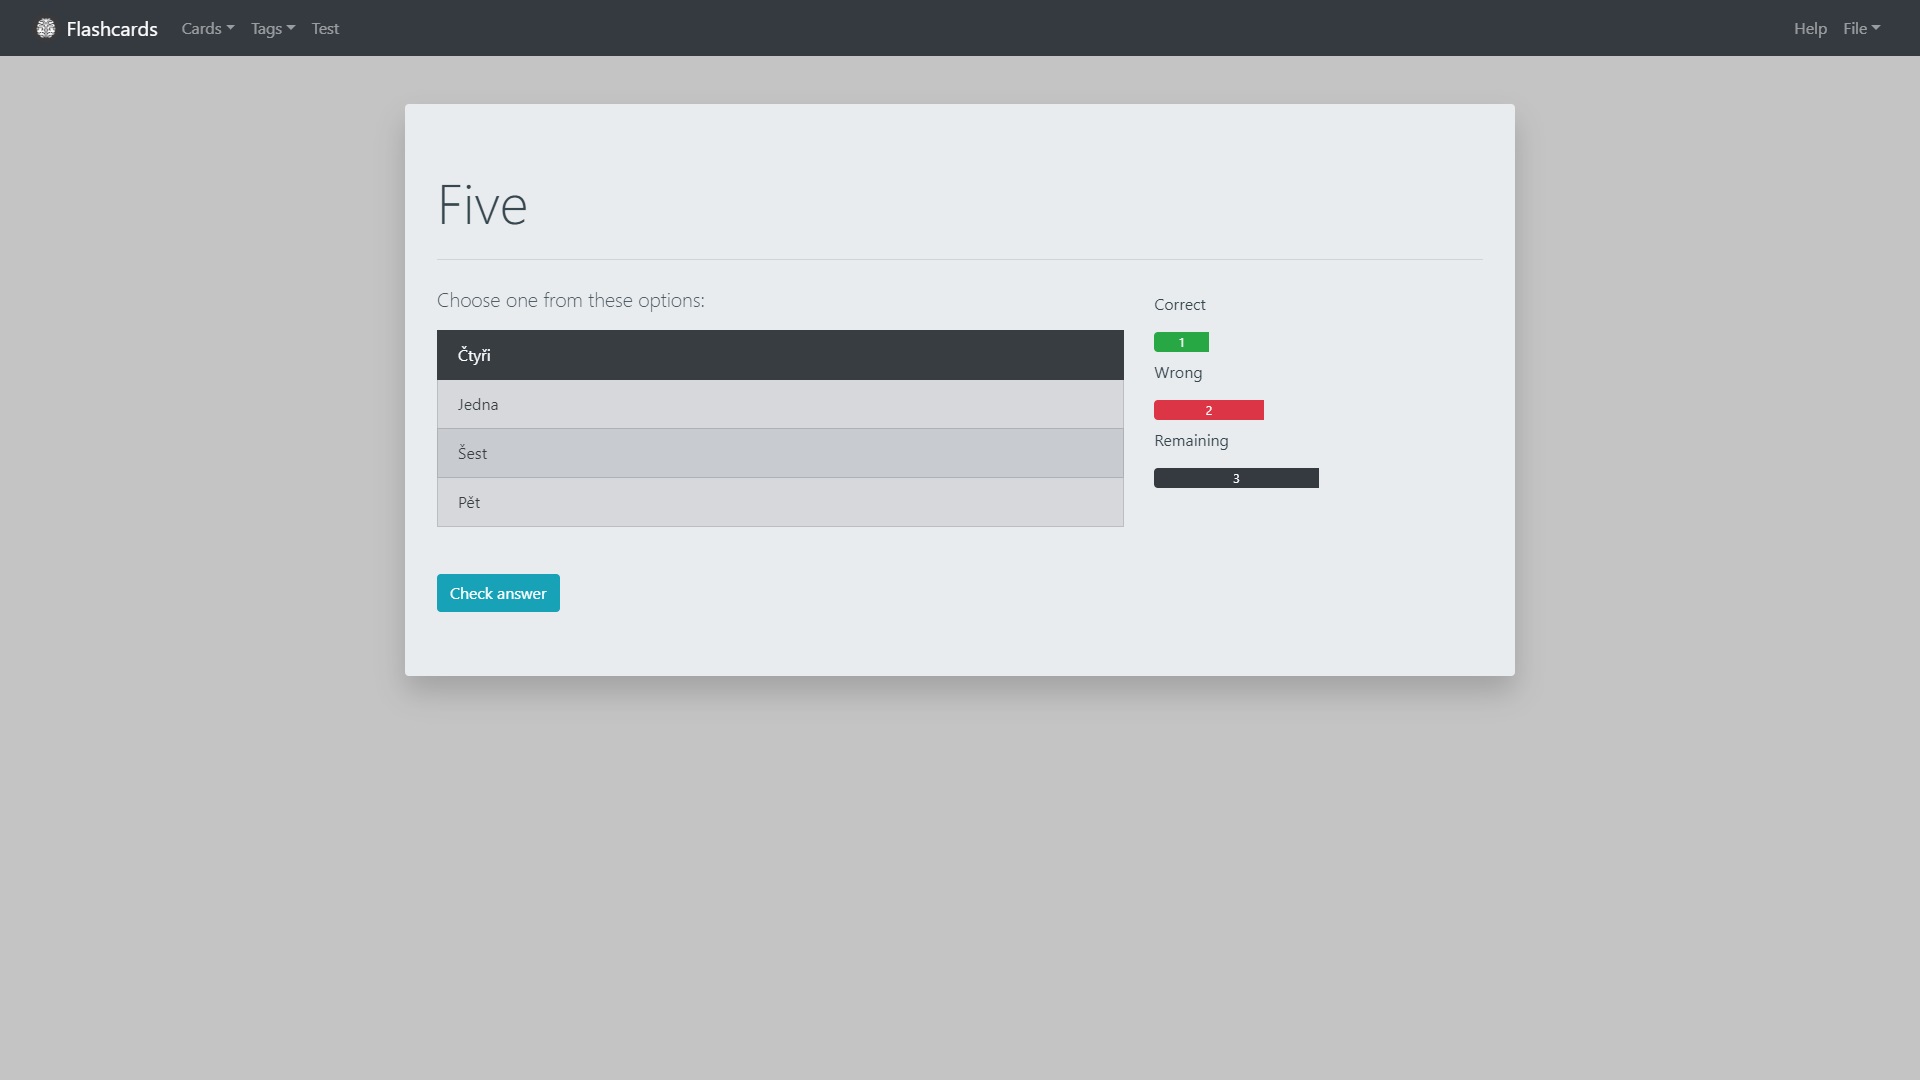 Flashcards Cards Tags Test Help File
Five
Choose one from these options:
Čtyři
Jedna
Šest
Pět
Check answer
Correct
1
Wrong
2
Remaining
3